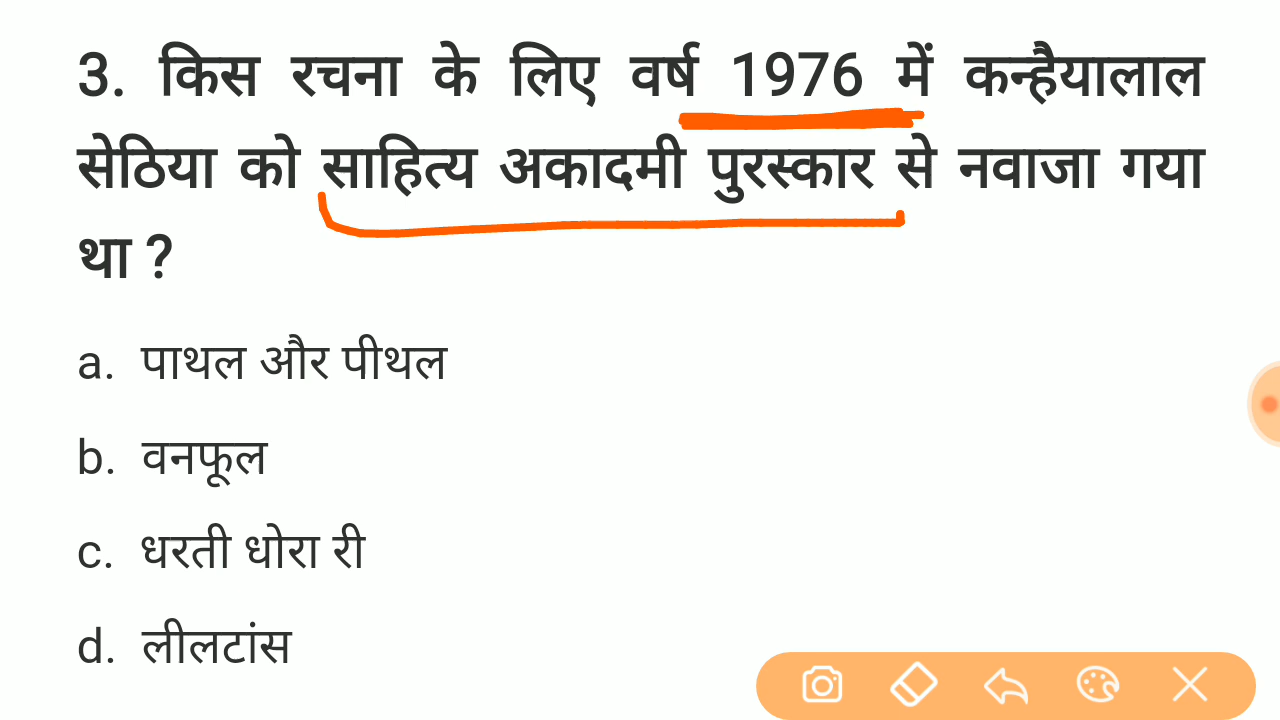 3. किस रचना के लिए वर्ष 1976 में कन्हैयालाल
सेठिया को साहित्य अकादमी पुरस्कार से नवाजा गया
था ?
a. पाथल और पीथल
b. वनफूल
c. धरती धोरा री
d. लीलटांस